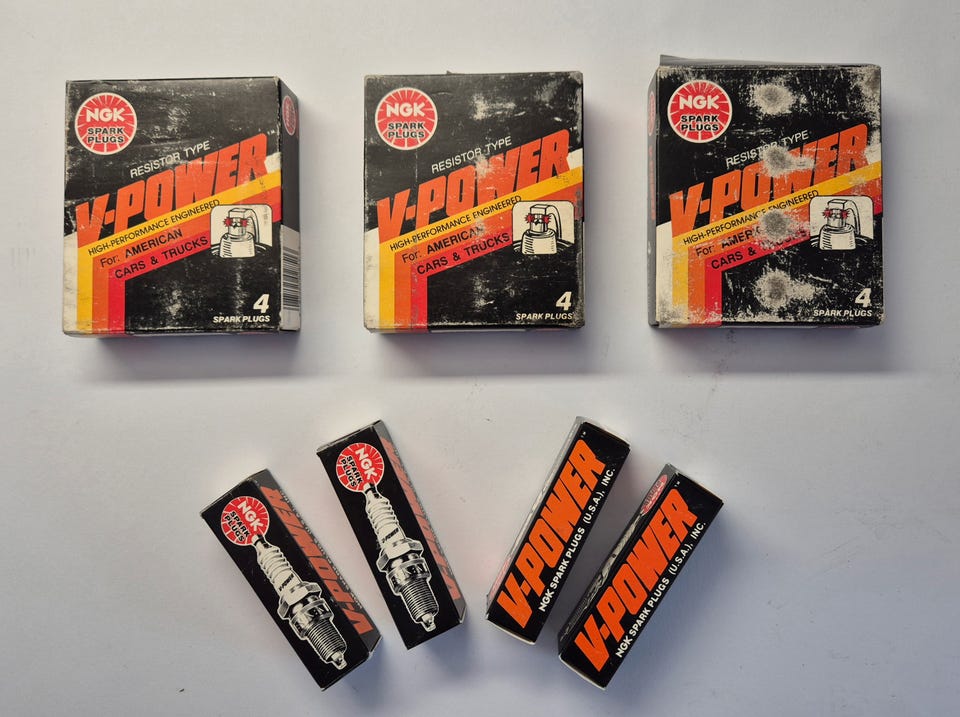 NGK
SPARK
PLUGS
RESISTOR TYPE
V-POWER
HIGH-PERFORMANCE ENGINEERED
For: AMERICAN
CARS & TRUCKS
4
SPARK PLUGS
NGK
SPARK
PLUGS
RESISTOR TYPE
V-POWER
HIGH-PERFORMANCE ENGINEERED
For: AMERICAN
CARS & TRUCKS
4
SPARK PLUGS
NGK
SPARK
PLUGS
RESISTOR TYPE
V-POWER
HIGH-PERFORMANCE ENGINEERED
For:
CARS & TRUCKS
4
SPARK PLUGS
NGK
SPARK
PLUGS
V-POWER
NGK
SPARK
PLUGS
V-POWER
V-POWER
NGK SPARK PLUGS (U.S.A.), INC.
V-POWER
NGK SPARK PLUGS (U.S.A.), INC.